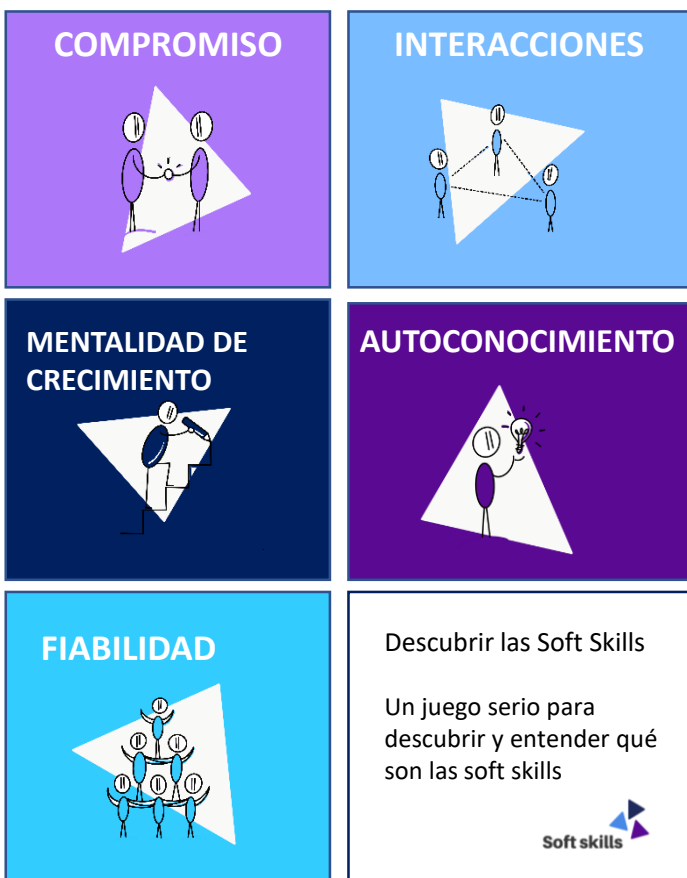 COMPROMISO
INTERACCIONES
MENTALIDAD DE
CRECIMIENTO
AUTOCONOCIMIENTO
FIABILIDAD
Descubrir las Soft Skills
Un juego serio para
descubrir y entender qué
son las soft skills
Soft skills